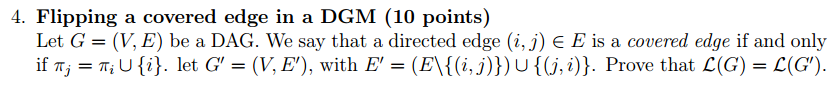 4. Flipping a covered edge in a DGM (10 points)
Let G = (V, E) be a DAG. We say that a directed edge (i, j) ∈ E is a covered edge if and only
if π_j = π_i ∪ {i}. let G′ = (V, E′), with E′ = (E\{(i, j)}) ∪ {(j, i)}. Prove that ℒ(G) = ℒ(G′).